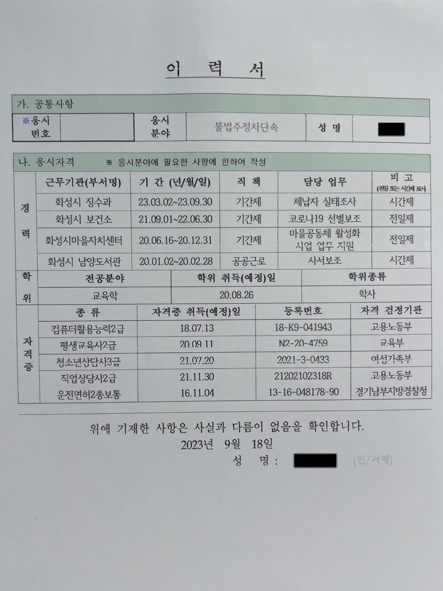 이 력 서
가. 공통사항
※응시 번호 응시 분야 불법주정차단속 성 명
나. 응시자격 ※ 응시분야에 필요한 사항에 한하여 작성
경력 근무기관(부서명) 기 간 (년/월/일) 직 책 담당 업무 비 고
화성시 징수과 23.03.02~23.09.30 기간제 체납자 실태조사 시간제
화성시 보건소 21.09.01~22.06.30 기간제 코로나19 선별보조 전일제
화성시마을자치센터 20.06.16~20.12.31 기간제 마을공동체 활성화 사업 업무 지원 전일제
화성시 남양도서관 20.01.02~20.02.28 공공근로 사서보조 시간제
학위 전공분야 학위 취득(예정)일 학위종류
교육학 20.08.26 학사
자격증 종 류 자격증 취득(예정)일 등록번호 자격 검정기관
컴퓨터활용능력2급 18.07.13 18-K9-041943 고용노동부
평생교육사2급 20.09.11 N2-20-4759 교육부
청소년상담사3급 21.07.20 2021-3-0433 여성가족부
직업상담사2급 21.11.30 21202102318R 고용노동부
운전면허2종보통 16.11.04 13-16-048178-90 경기남부지방경찰청
위에 기재한 사항은 사실과 다름이 없음을 확인합니다.
2023년 9월 18일
성 명 : (인/서명)